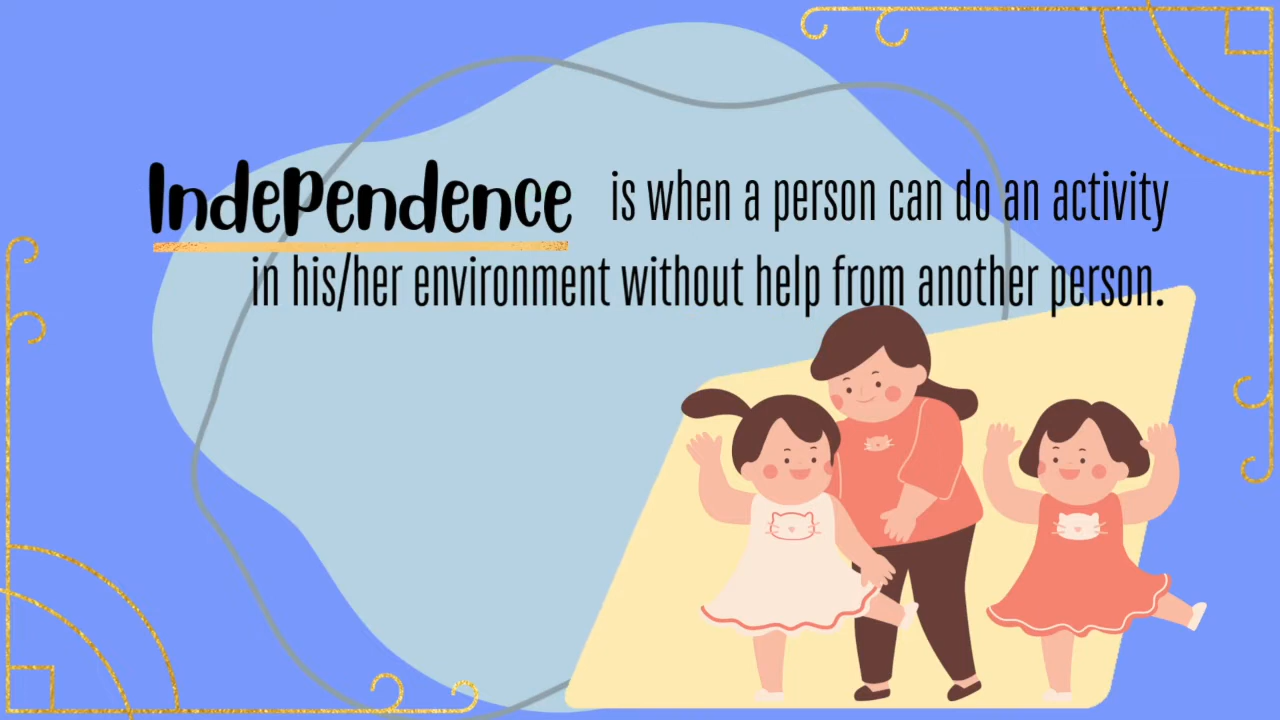 Independence is when a person can do an activity
in his/her environment without help from another person.